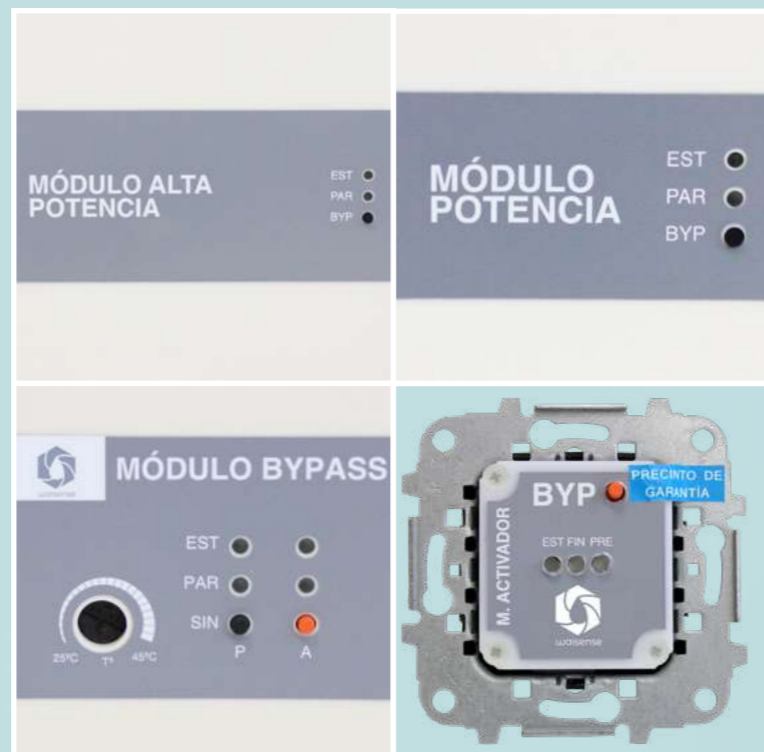 MÓDULO ALTA
POTENCIA
EST
PAR
BYP
MÓDULO
POTENCIA
EST
PAR
BYP
waisense
MÓDULO BYPASS
EST
PAR
SIN
P A
25ºC Tª 45ºC
PRECINTO DE
GARANTÍA
BYP
M. ACTIVADOR
EST FIN PRE
waisense